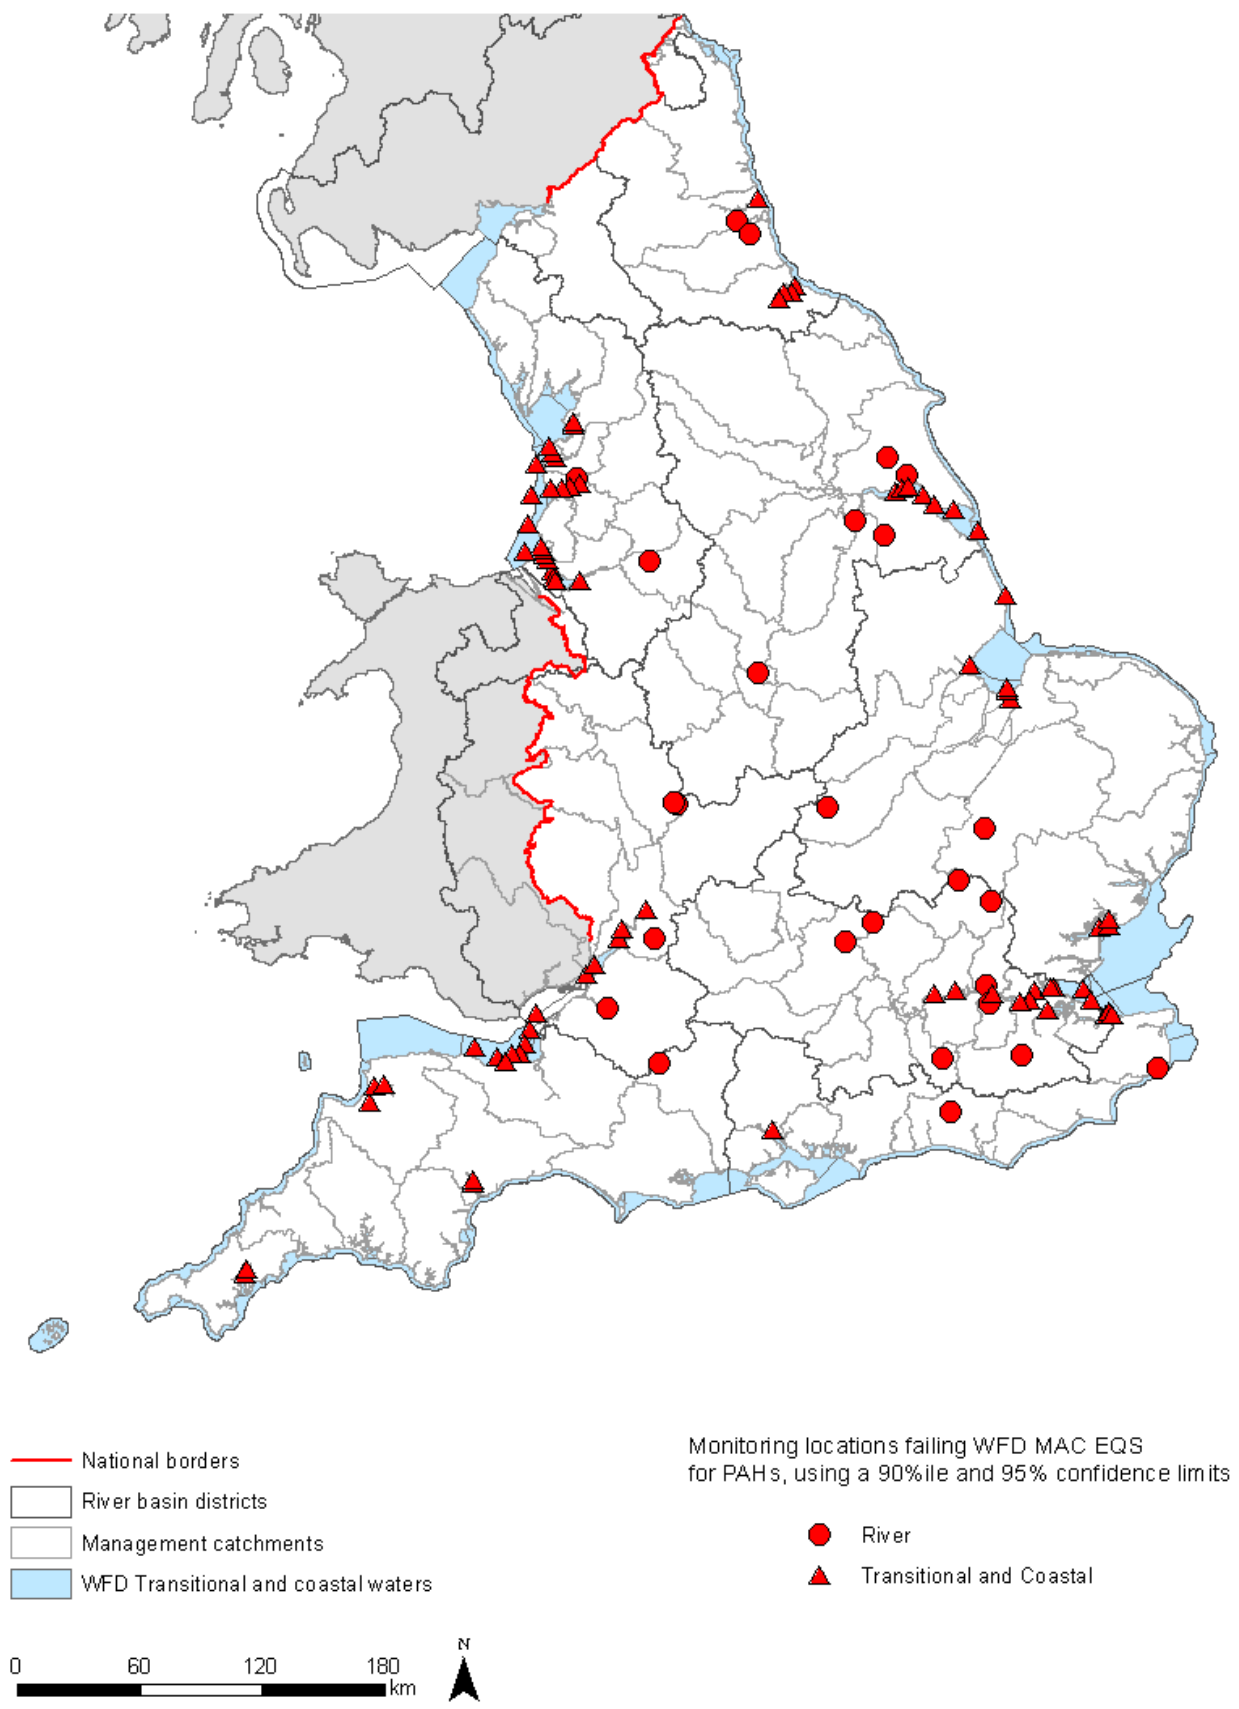 National borders
River basin districts
Management catchments
WFD Transitional and coastal waters
Monitoring locations failing WFD MAC EQS
for PAHs, using a 90%ile and 95% confidence limits
River
Transitional and Coastal
0 60 120 180
km
N